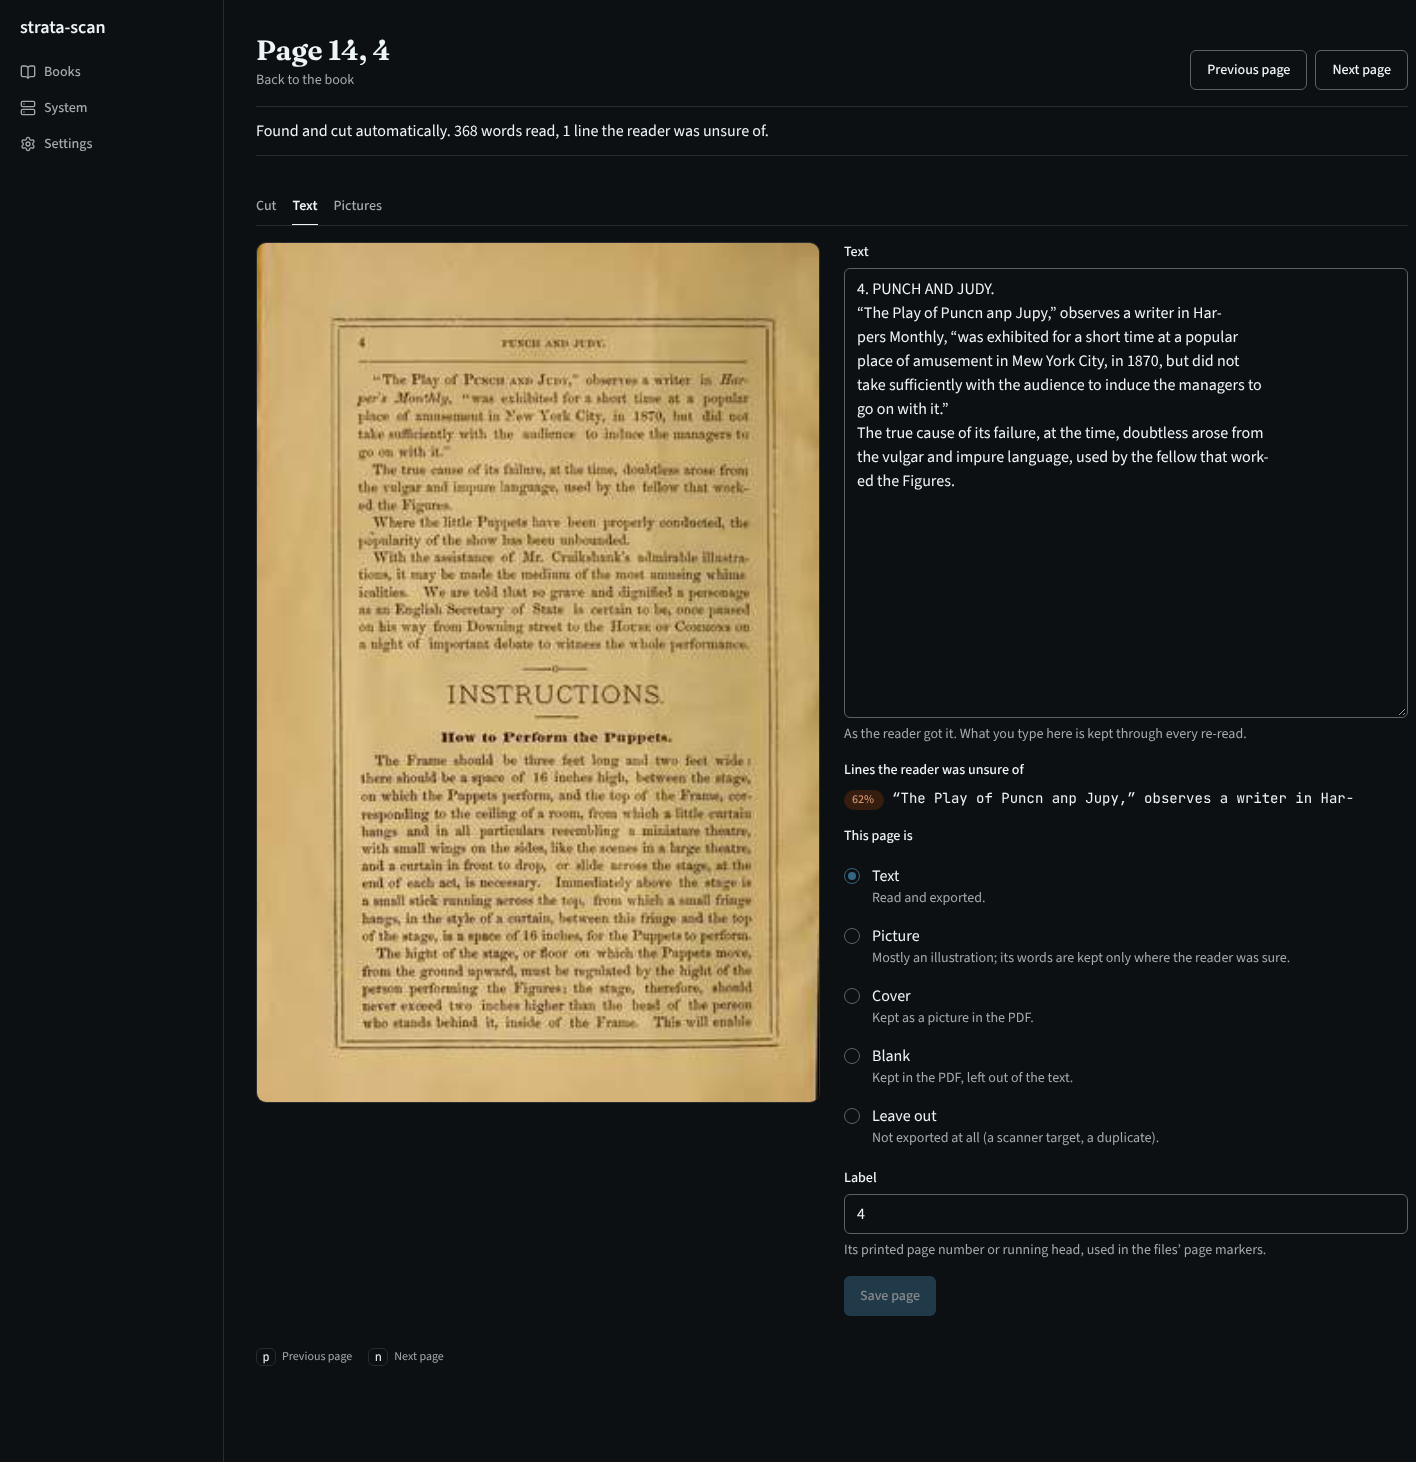 strata-scan
Books
System
Settings
Page 14, 4
Back to the book
Previous page
Next page
Found and cut automatically. 368 words read, 1 line the reader was unsure of.
Cut
Text
Pictures
4
PUNCH AND JUDY.
“The Play of PUNCH AND JUDY,” observes a writer in Har-
per's Monthly, “was exhibited for a short time at a popular
place of amusement in New York City, in 1870, but did not
take sufficiently with the audience to induce the managers to
go on with it.”
The true cause of its failure, at the time, doubtless arose from
the vulgar and impure language, used by the fellow that work-
ed the Figures.
Where the little Puppets have been properly conducted, the
popularity of the show has been unbounded.
With the assistance of Mr. Cruikshank's admirable illustra-
tions, it may be made the medium of the most amusing whims
icalities. We are told that so grave and dignified a personage
as an English Secretary of State is certain to be, once paused
on his way from Downing street to the HOUSE OF COMMONS on
a night of important debate to witness the whole performance.
INSTRUCTIONS.
How to Perform the Puppets.
The Frame should be three feet long and two feet wide;
there should be a space of 16 inches high, between the stage,
on which the Puppets perform, and the top of the Frame, cor-
responding to the ceiling of a room, from which a little curtain
hangs and in all particulars resembling a miniature theatre,
with small wings on the sides, like the scenes in a large theatre,
and a curtain in front to drop, or slide across the stage, at the
end of each act, is necessary. Immediately above the stage is
a small stick running across the top, from which a small fringe
hangs, in the style of a curtain, between this fringe and the top
of the stage, is a space of 16 inches, for the Puppets to perform.
The hight of the stage, or floor on which the Puppets move,
from the ground upward, must be regulated by the hight of the
person performing the Figures; the stage, therefore, should
never exceed two inches higher than the head of the person
who stands behind it, inside of the Frame. This will enable
Text
4. PUNCH AND JUDY.
“The Play of Puncn anp Jupy,” observes a writer in Har-
pers Monthly, “was exhibited for a short time at a popular
place of amusement in Mew York City, in 1870, but did not
take sufficiently with the audience to induce the managers to
go on with it.”
The true cause of its failure, at the time, doubtless arose from
the vulgar and impure language, used by the fellow that work-
ed the Figures.
As the reader got it. What you type here is kept through every re-read.
Lines the reader was unsure of
62% “The Play of Puncn anp Jupy,” observes a writer in Har-
This page is
Text
Read and exported.
Picture
Mostly an illustration; its words are kept only where the reader was sure.
Cover
Kept as a picture in the PDF.
Blank
Kept in the PDF, left out of the text.
Leave out
Not exported at all (a scanner target, a duplicate).
Label
4
Its printed page number or running head, used in the files’ page markers.
Save page
p Previous page n Next page